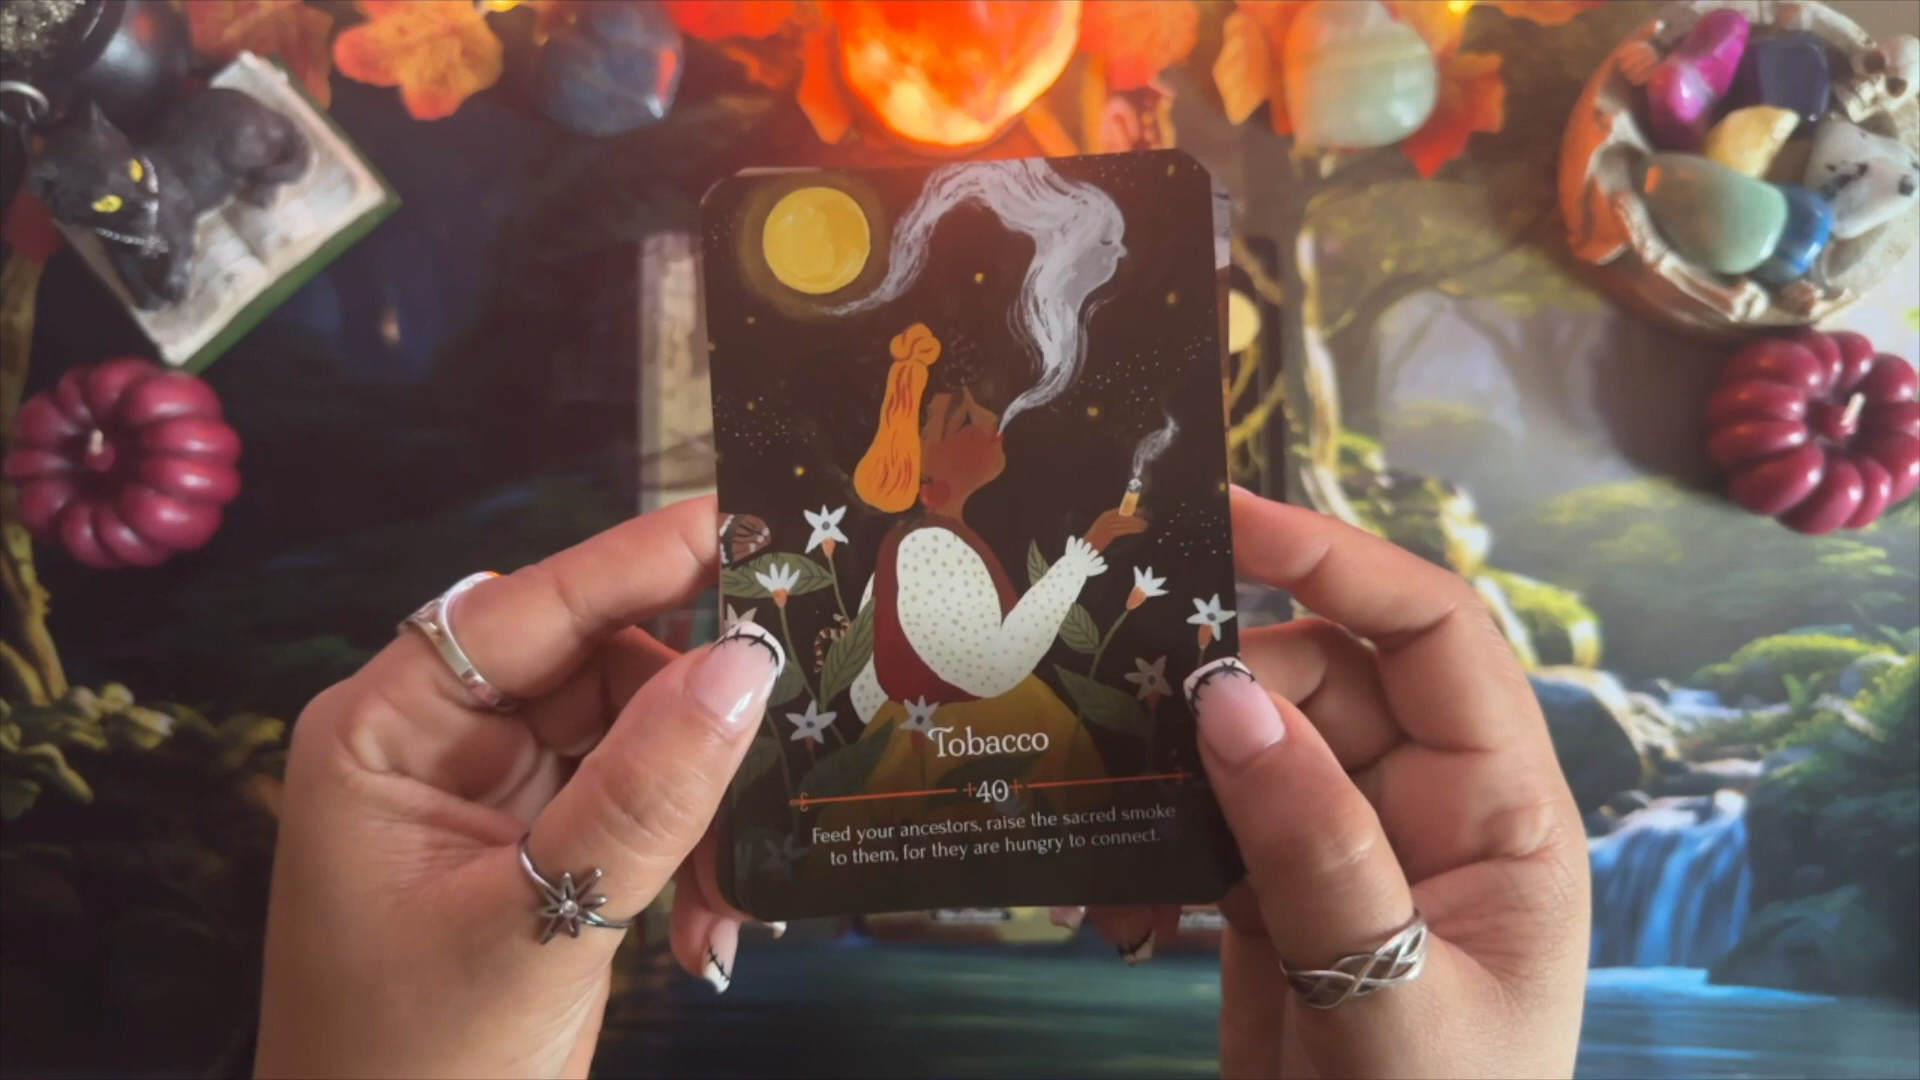 Tobacco
40
Feed your ancestors, raise the sacred smoke
to them, for they are hungry to connect.